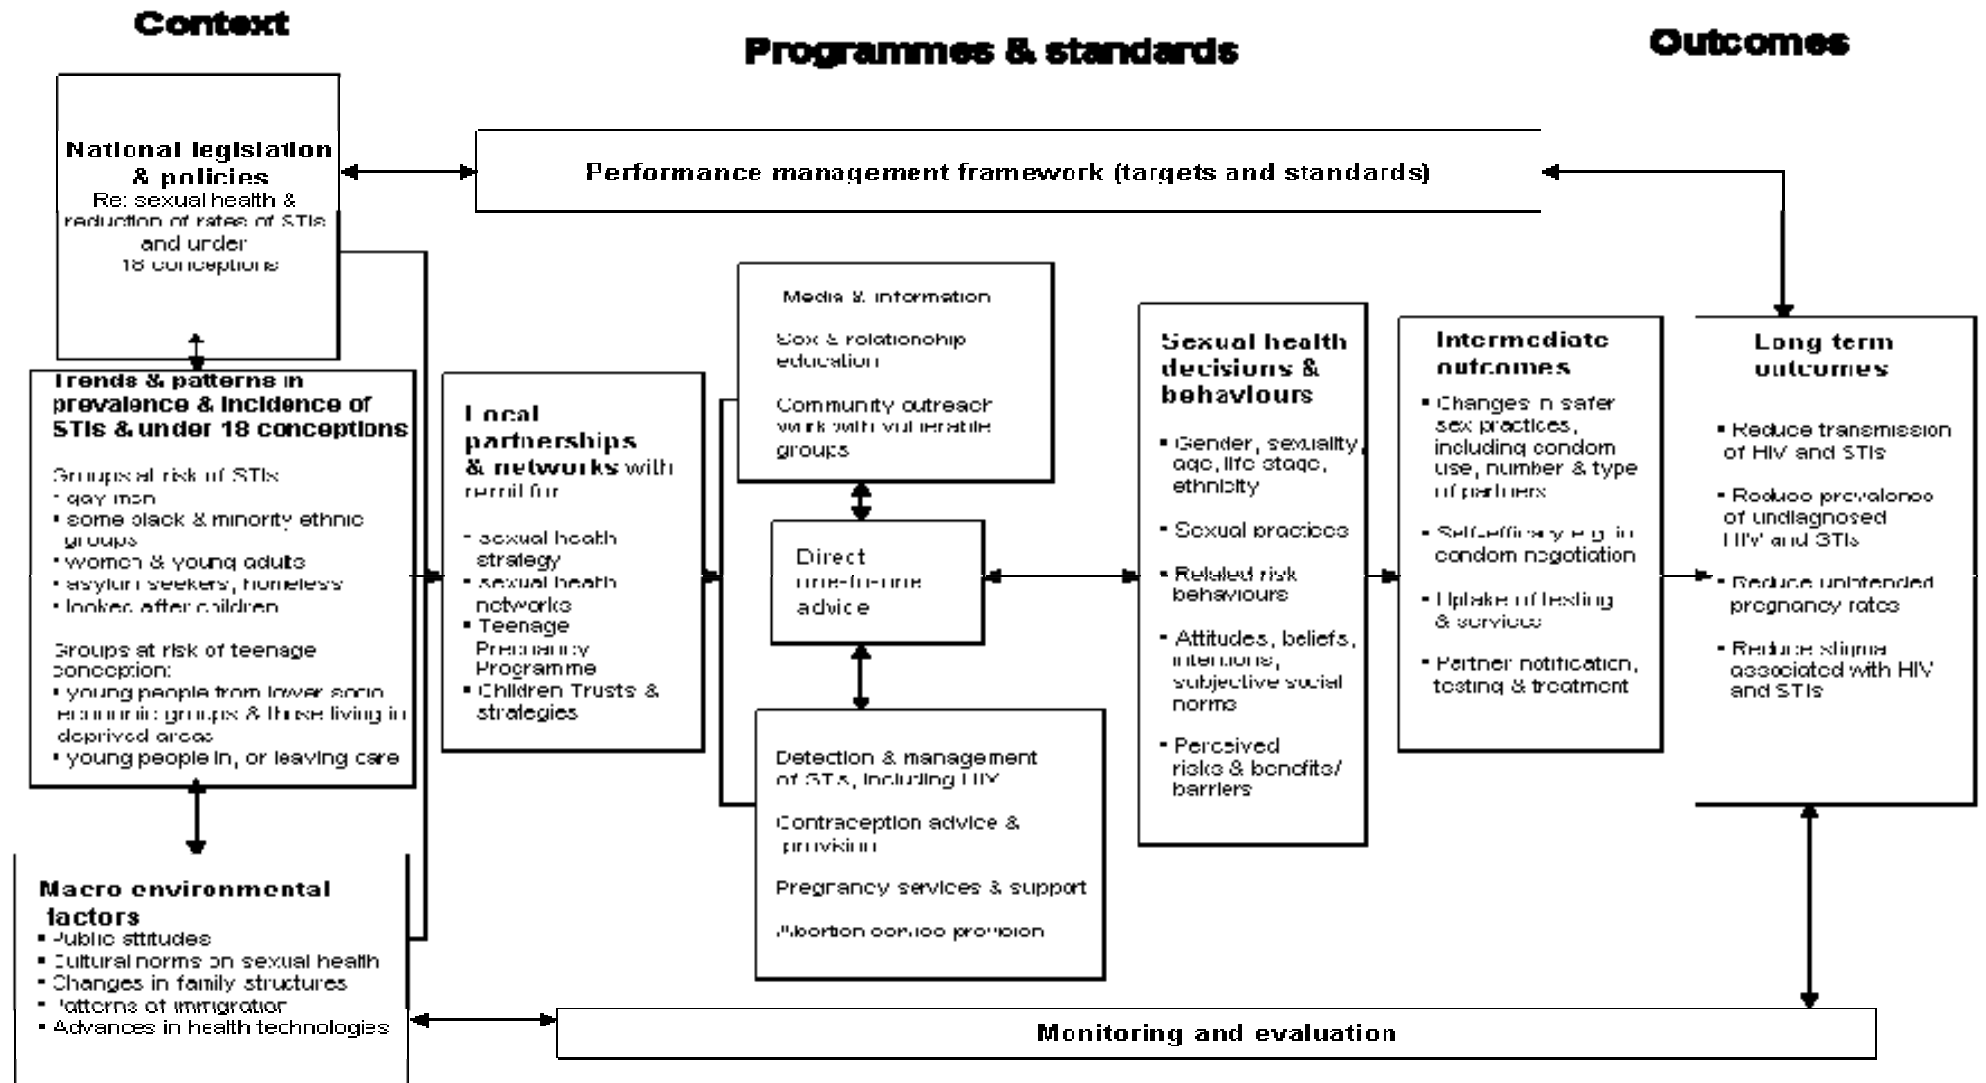 Context
Programmes & standards
Outcomes
National legislation
& policies
Re: sexual health &
reduction of rates of STIs
and under
18 conceptions
Performance management framework (targets and standards)
Trends & patterns in
prevalence & incidence of
STIs & under 18 conceptions
Groups at risk of STIs
▪ gay men
▪ some black & minority ethnic
groups
▪ women & young adults
▪ asylum seekers, homeless
▪ looked after children
Groups at risk of teenage
conception:
▪ young people from lower socio
economic groups & those living in
deprived areas
▪ young people in, or leaving care
Macro environmental
factors
▪ Public attitudes
▪ Cultural norms on sexual health
▪ Changes in family structures
▪ Patterns of immigration
▪ Advances in health technologies
Local
partnerships
& networks with
remit for
▪ sexual health
strategy
▪ sexual health
networks
▪ Teenage
Pregnancy
Programme
▪ Children Trusts &
strategies
Media & information
Sex & relationship
education
Community outreach
work with vulnerable
groups
Direct
one-to-one
advice
Detection & management
of STIs, including HIV
Contraception advice &
provision
Pregnancy services & support
Abortion service provision
Sexual health
decisions &
behaviours
▪ Gender, sexuality,
age, life stage,
ethnicity
▪ Sexual practices
▪ Related risk
behaviours
▪ Attitudes, beliefs,
intentions,
subjective social
norms
▪ Perceived
risks & benefits/
barriers
Intermediate
outcomes
▪ Changes in safer
sex practices,
including condom
use, number & type
of partners
▪ Self-efficacy e.g. in
condom negotiation
▪ Uptake of testing
& services
▪ Partner notification,
testing & treatment
Long term
outcomes
▪ Reduce transmission
of HIV and STIs
▪ Reduce prevalence
of undiagnosed
HIV and STIs
▪ Reduce unintended
pregnancy rates
▪ Reduce stigma
associated with HIV
and STIs
Monitoring and evaluation